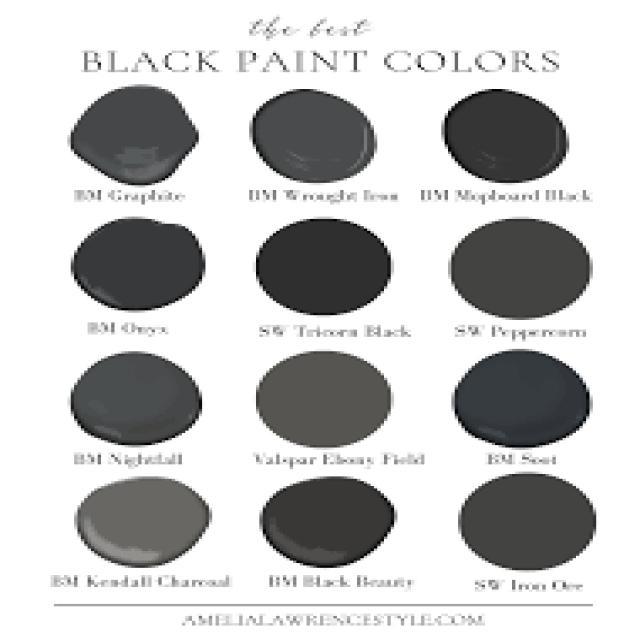 the best
BLACK PAINT COLORS
BM Graphite
BM Wrought Iron
BM Mopboard Black
BM Onyx
SW Tricorn Black
SW Peppercorn
BM Nightfall
Valspar Ebony Field
BM Soot
BM Kendall Charcoal
BM Black Beauty
SW Iron Ore
AMELIALAWRENCESTYLE.COM